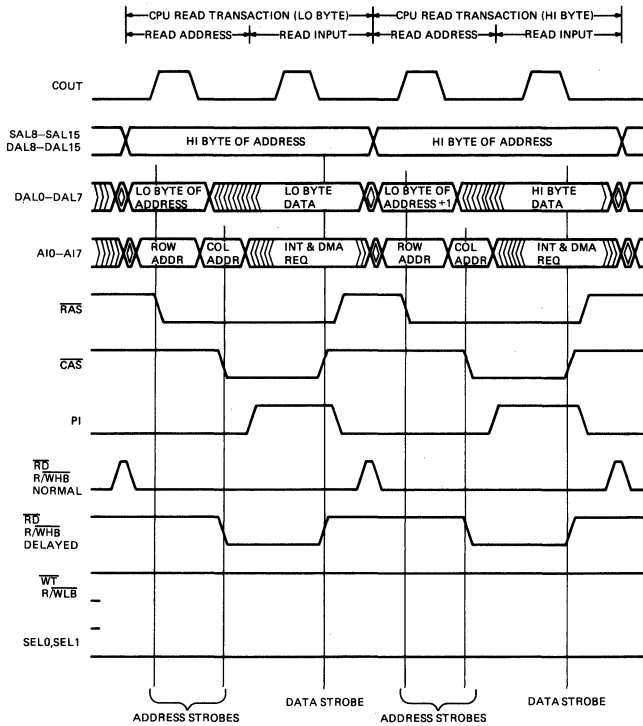 CPU READ TRANSACTION (LO BYTE) CPU READ TRANSACTION (HI BYTE)
READ ADDRESS READ INPUT READ ADDRESS READ INPUT
COUT
SAL8–SAL15
DAL8–DAL15
HI BYTE OF ADDRESS HI BYTE OF ADDRESS
DAL0–DAL7
LO BYTE OF
ADDRESS
LO BYTE
DATA
LO BYTE OF
ADDRESS+1
HI BYTE
DATA
AI0–AI7
ROW
ADDR
COL
ADDR
INT & DMA
REQ
ROW
ADDR
COL
ADDR
INT & DMA
REQ
RAS
CAS
PI
RD
R/WHB
NORMAL
RD
R/WHB
DELAYED
WT
R/WLB
SEL0,SEL1
ADDRESS STROBES DATA STROBE ADDRESS STROBES DATA STROBE